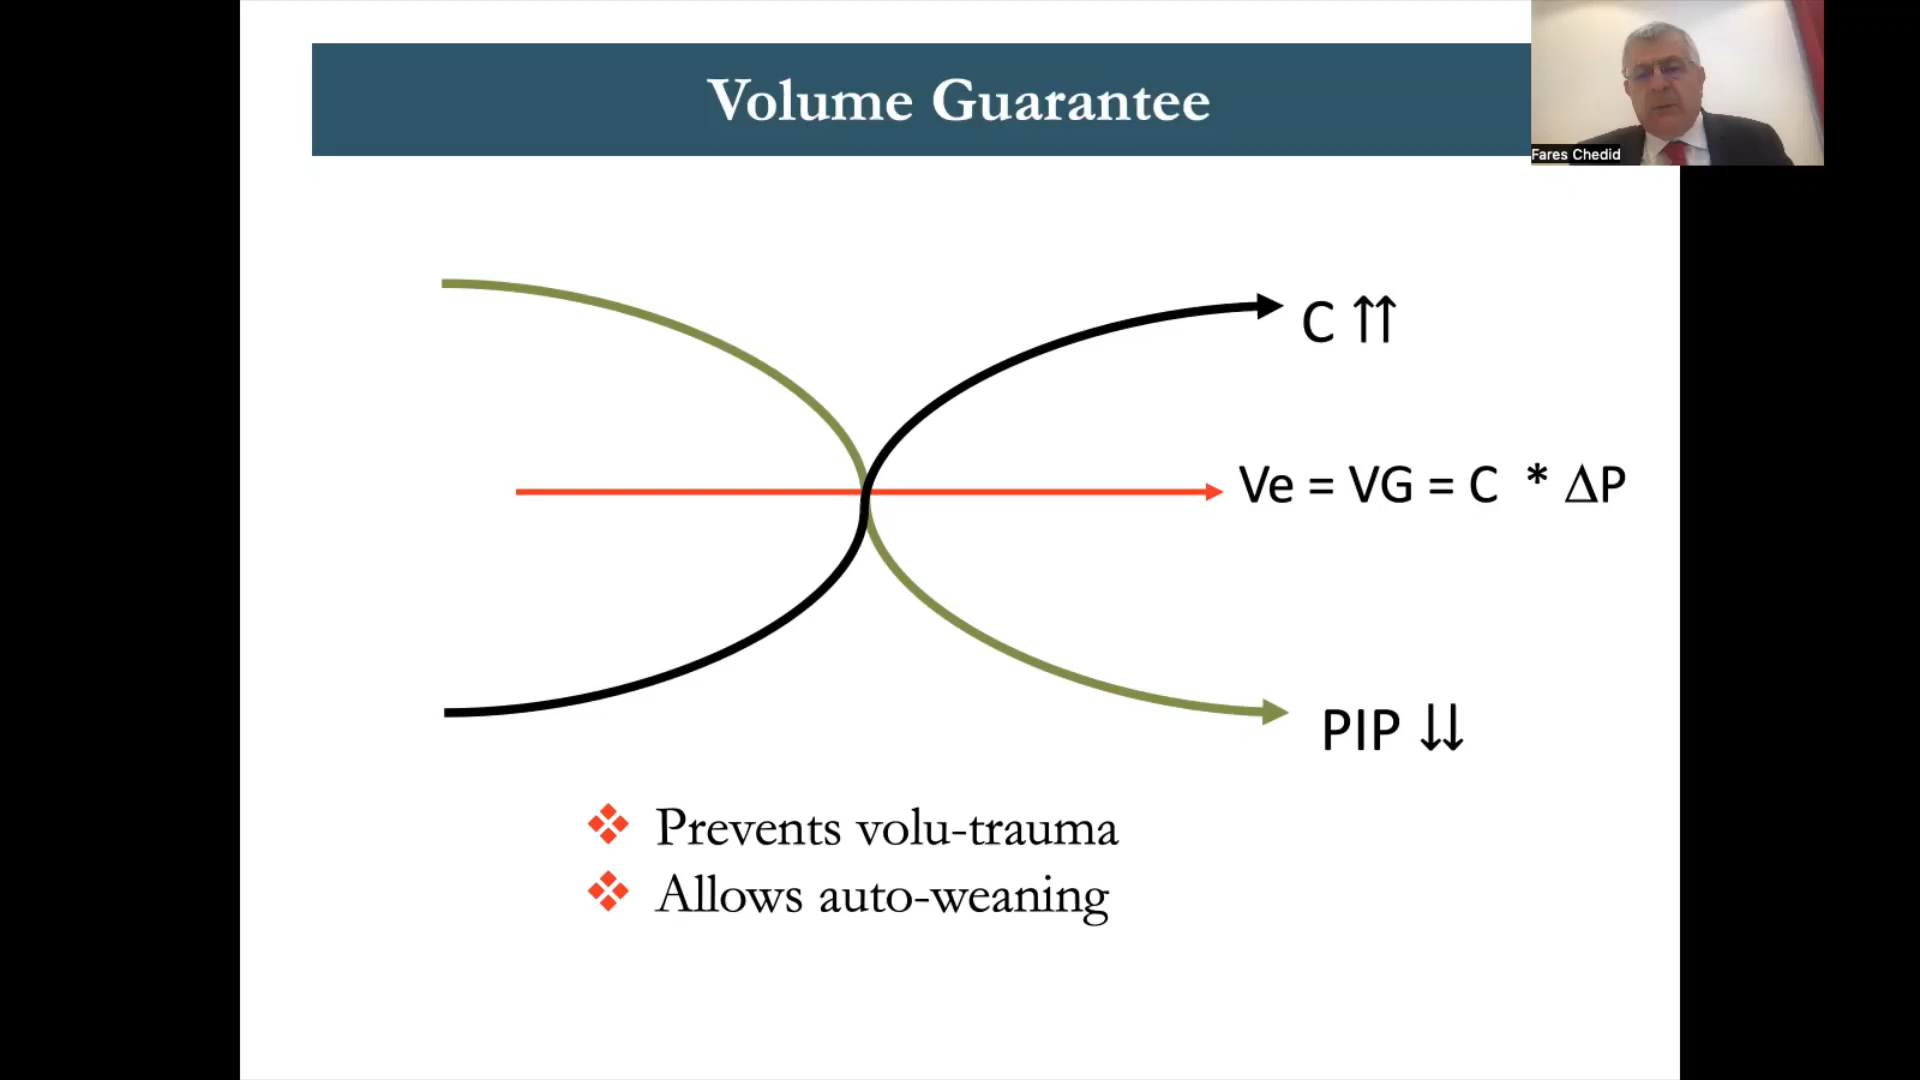 Volume Guarantee
Fares Chedid
C ↑↑
Ve = VG = C * ΔP
PIP ↓↓
❖ Prevents volu-trauma
❖ Allows auto-weaning